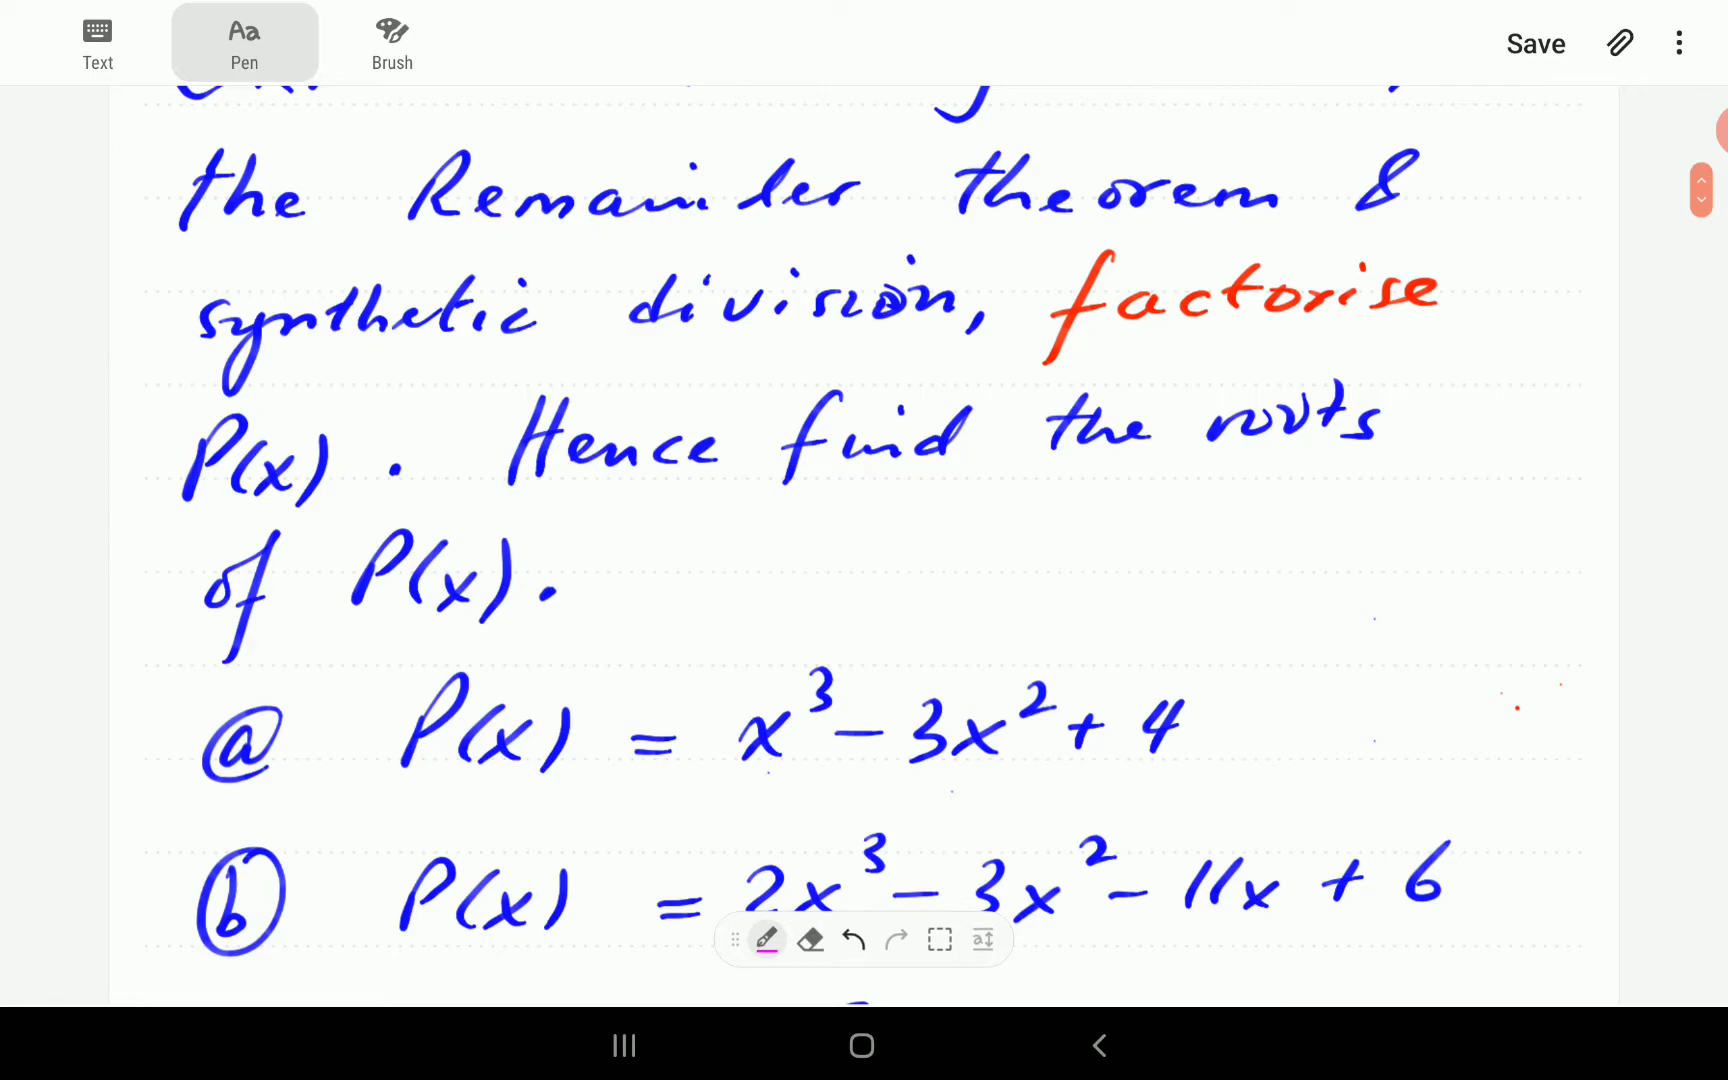 Text
Aa
Pen
Brush
Save
the Remainder theorem &
synthetic division, factorise
P(x). Hence find the roots
of P(x).
ⓐ P(x) = x³ - 3x² + 4
ⓑ P(x) = 2x³ - 3x² - 11x + 6